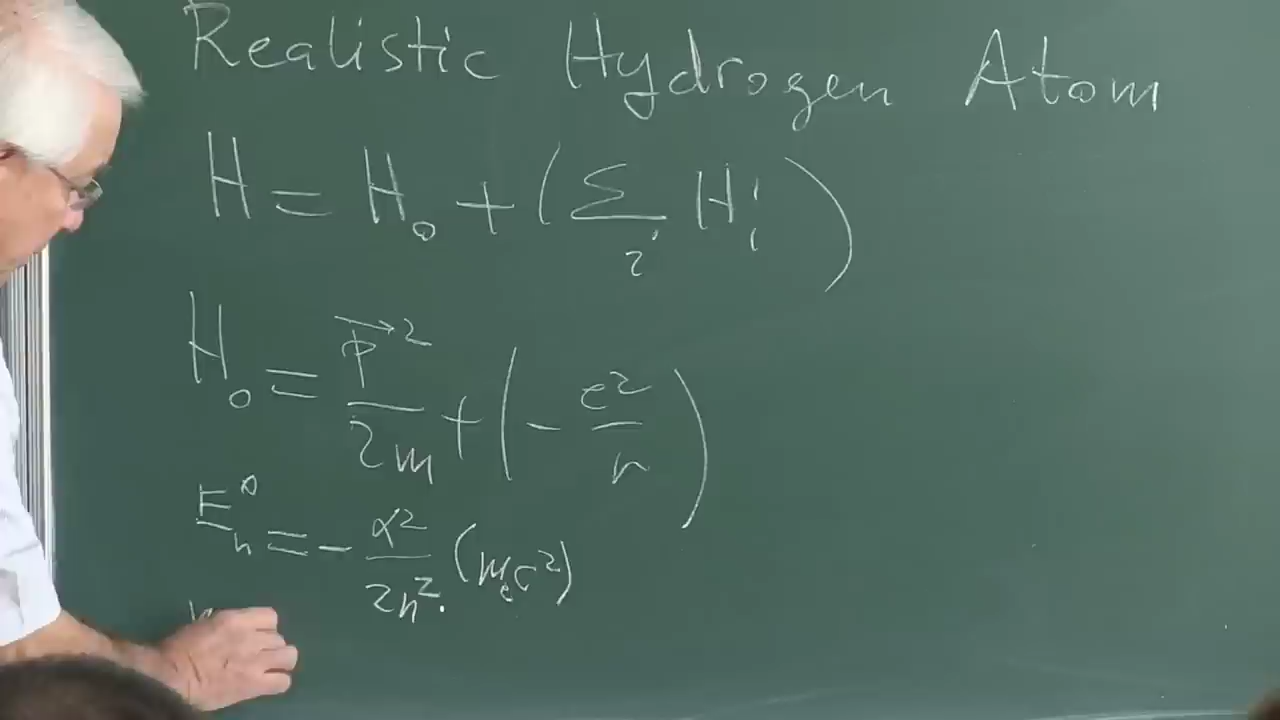 Realistic Hydrogen Atom
H = H₀ + (∑ᵢ Hᵢ')
H₀ = p⃗²/2m + (- e²/r)
Eₙ⁰ = - α²/2n² (mₑc²)